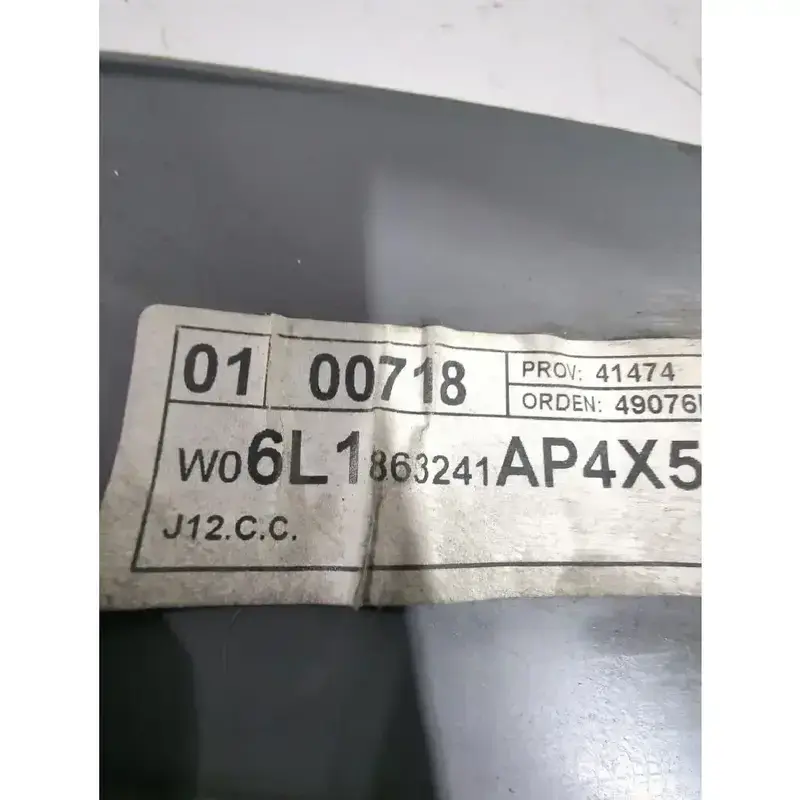 01 00718 PROV: 41474
ORDEN: 49076
W06L1863241AP4X5
J12.C.C.